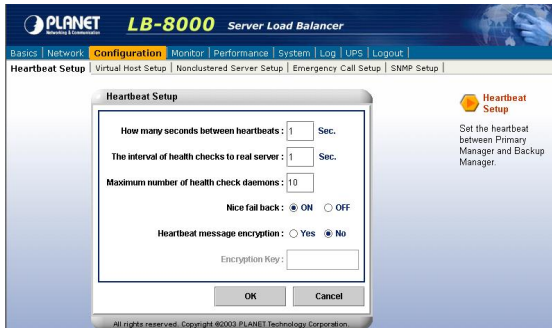 PLANET
Networking & Communication
LB-8000 Server Load Balancer
Basics | Network | Configuration | Monitor | Performance | System | Log | UPS | Logout |
Heartbeat Setup | Virtual Host Setup | Nonclustered Server Setup | Emergency Call Setup | SNMP Setup |
Heartbeat Setup
How many seconds between heartbeats : 1 Sec.
The interval of health checks to real server : 1 Sec.
Maximum number of health check daemons : 10
Nice fail back : ON OFF
Heartbeat message encryption : Yes No
Encryption Key :
OK Cancel
All rights reserved. Copyright ©2003 PLANET Technology Corporation.
Heartbeat
Setup
Set the heartbeat
between Primary
Manager and Backup
Manager.